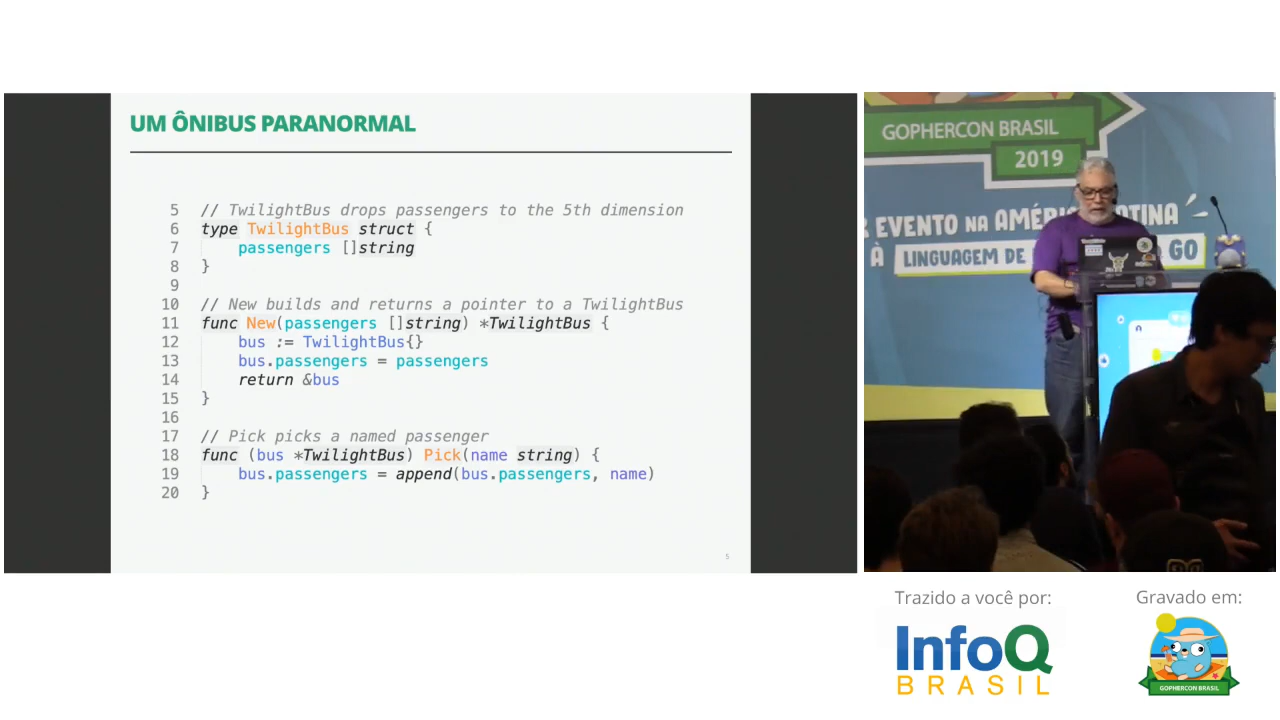 UM ÔNIBUS PARANORMAL
5 // TwilightBus drops passengers to the 5th dimension
6 type TwilightBus struct {
7 passengers []string
8 }
9
10 // New builds and returns a pointer to a TwilightBus
11 func New(passengers []string) *TwilightBus {
12 bus := TwilightBus{}
13 bus.passengers = passengers
14 return &bus
15 }
16
17 // Pick picks a named passenger
18 func (bus *TwilightBus) Pick(name string) {
19 bus.passengers = append(bus.passengers, name)
20 }
5
GOPHERCON BRASIL
2019
EVENTO NA AMÉRICA LATINA
À LINGUAGEM DE GO
Trazido a você por:
InfoQ
BRASIL
Gravado em:
GOPHERCON BRASIL